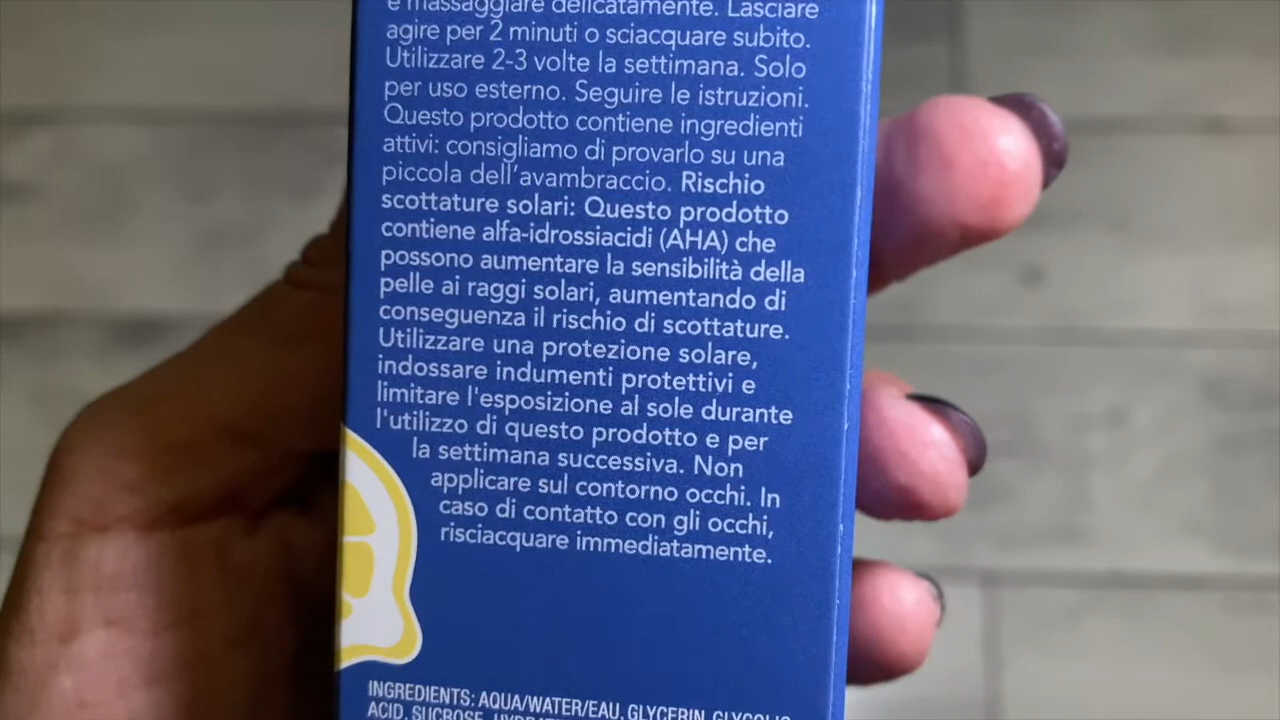 e massaggiare delicatamente. Lasciare
agire per 2 minuti o sciacquare subito.
Utilizzare 2-3 volte la settimana. Solo
per uso esterno. Seguire le istruzioni.
Questo prodotto contiene ingredienti
attivi: consigliamo di provarlo su una
piccola dell'avambraccio. Rischio
scottature solari: Questo prodotto
contiene alfa-idrossiacidi (AHA) che
possono aumentare la sensibilità della
pelle ai raggi solari, aumentando di
conseguenza il rischio di scottature.
Utilizzare una protezione solare,
indossare indumenti protettivi e
limitare l'esposizione al sole durante
l'utilizzo di questo prodotto e per
la settimana successiva. Non
applicare sul contorno occhi. In
caso di contatto con gli occhi,
risciacquare immediatamente.
INGREDIENTS: AQUA/WATER/EAU, GLYCERIN, GLYCOLIC
ACID, SUCROSE,